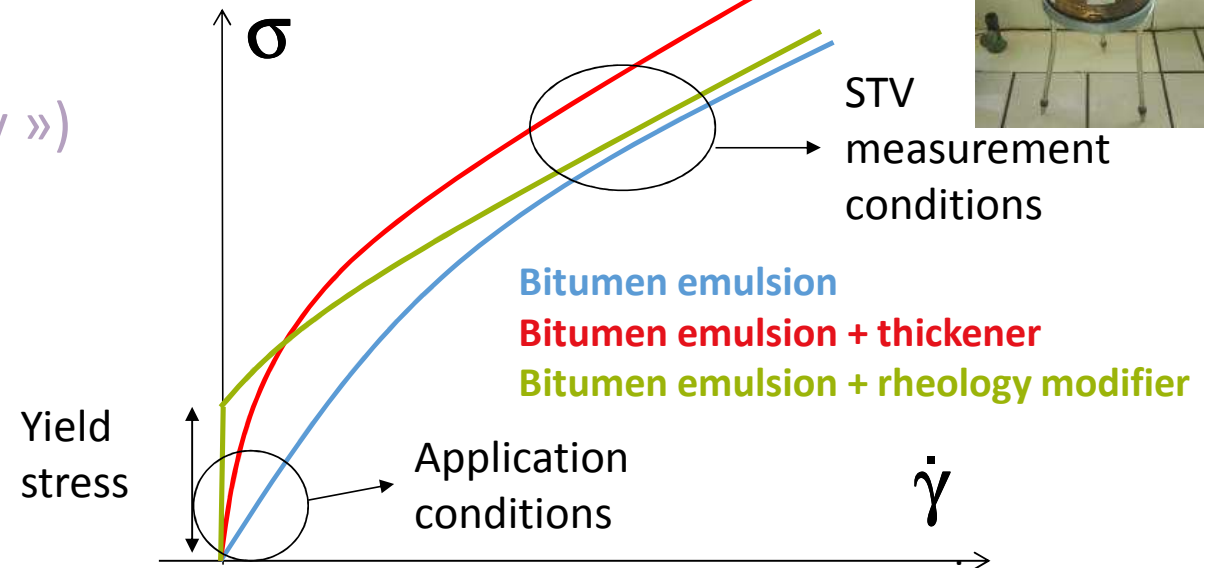 σ
y »)
STV
measurement
conditions
Bitumen emulsion
Bitumen emulsion + thickener
Bitumen emulsion + rheology modifier
Yield
stress
Application
conditions
γ̇